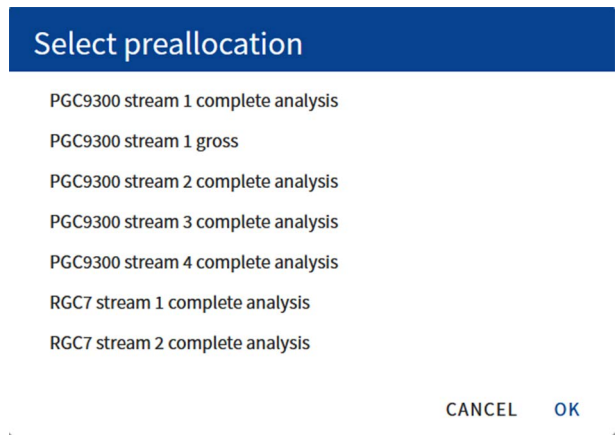 Select preallocation
PGC9300 stream 1 complete analysis
PGC9300 stream 1 gross
PGC9300 stream 2 complete analysis
PGC9300 stream 3 complete analysis
PGC9300 stream 4 complete analysis
RGC7 stream 1 complete analysis
RGC7 stream 2 complete analysis
CANCEL OK